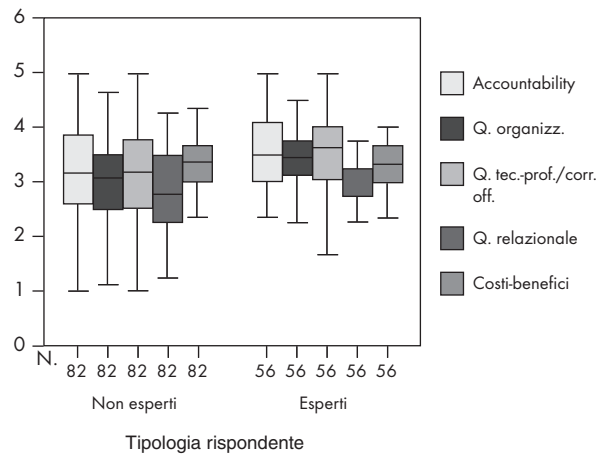 6
5
4
3
2
1
0
N.
82 82 82 82 82
56 56 56 56 56
Non esperti
Esperti
Tipologia rispondente
Accountability
Q. organizz.
Q. tec.-prof./corr.
off.
Q. relazionale
Costi-benefici